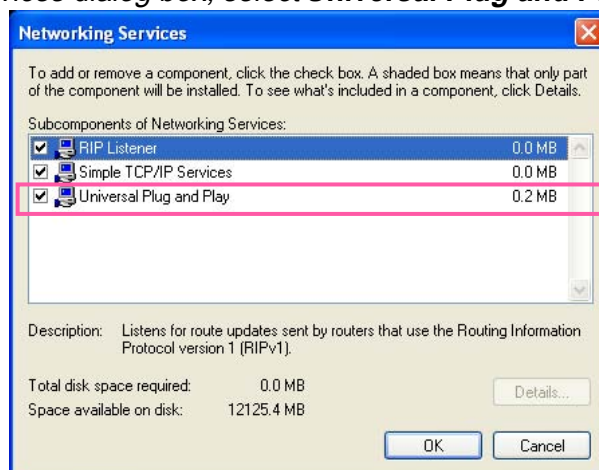 Networking Services
To add or remove a component, click the check box. A shaded box means that only part
of the component will be installed. To see what's included in a component, click Details.
Subcomponents of Networking Services:
RIP Listener 0.0 MB
Simple TCP/IP Services 0.0 MB
Universal Plug and Play 0.2 MB
Description: Listens for route updates sent by routers that use the Routing Information
Protocol version 1 (RIPv1).
Total disk space required: 0.0 MB
Space available on disk: 12125.4 MB
Details...
OK Cancel